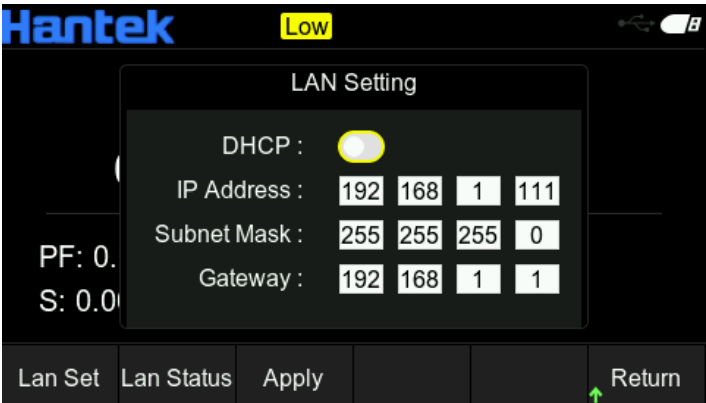 Hantek Low
LAN Setting
DHCP :
IP Address : 192 168 1 111
Subnet Mask : 255 255 255 0
Gateway : 192 168 1 1
PF: 0.
S: 0.0
Lan Set Lan Status Apply Return